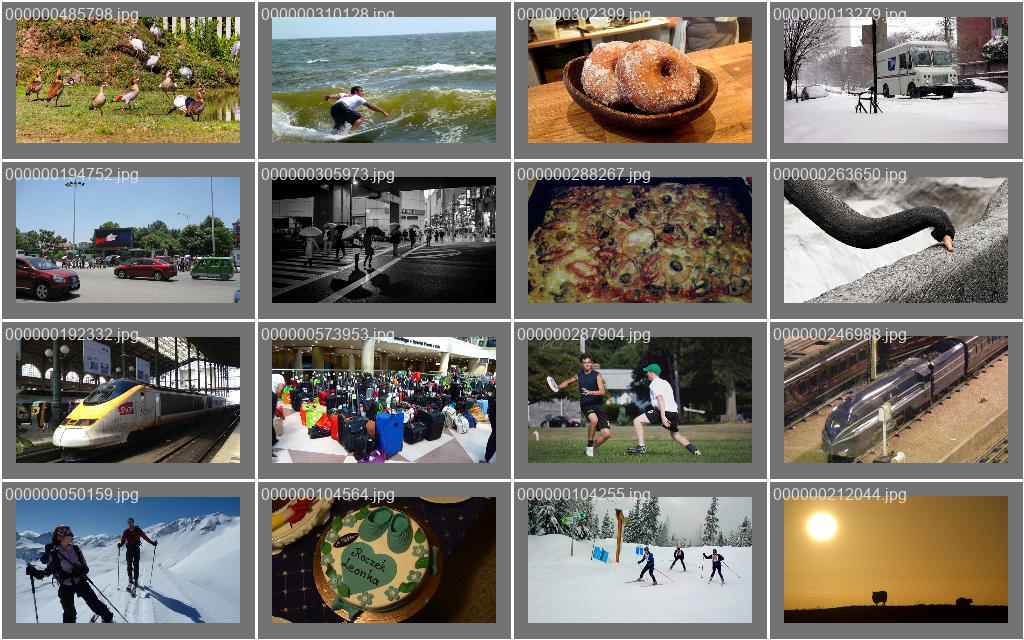 000000485798.jpg
000000310128.jpg
000000302399.jpg
000000013279.jpg
000000194752.jpg
000000305973.jpg
000000288267.jpg
000000263650.jpg
000000192332.jpg
000000573953.jpg
000000287904.jpg
000000246988.jpg
000000050159.jpg
000000104564.jpg
Roczek
Leonka
000000104255.jpg
000000212044.jpg